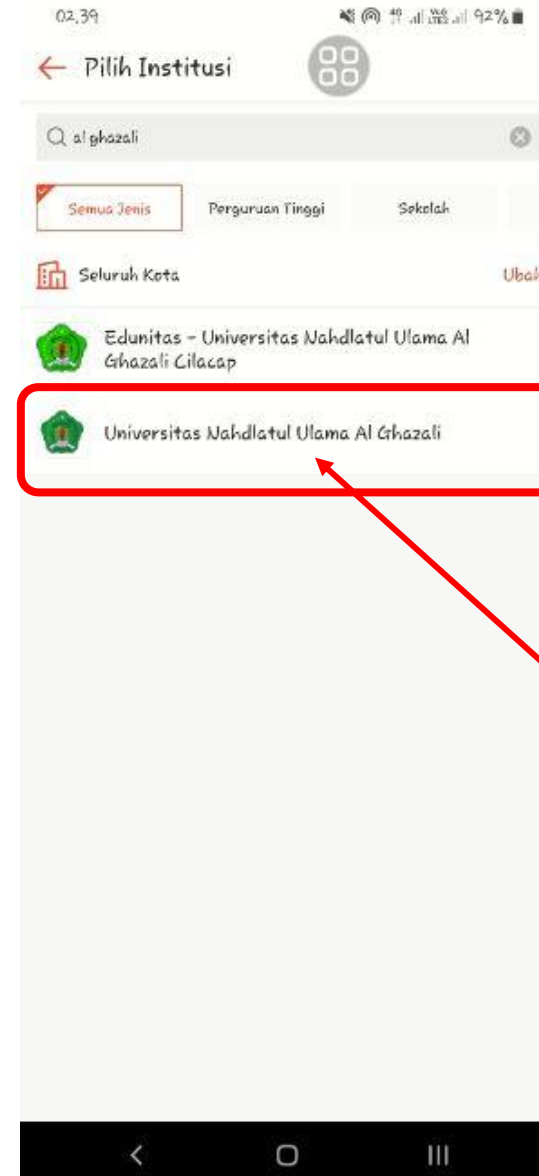 02.39
92%
Pilih Institusi
al ghazali
Semua Jenis
Perguruan Tinggi
Sekolah
Seluruh Kota
Ubah
Edunitas - Universitas Nahdlatul Ulama Al
Ghazali Cilacap
Universitas Nahdlatul Ulama Al Ghazali